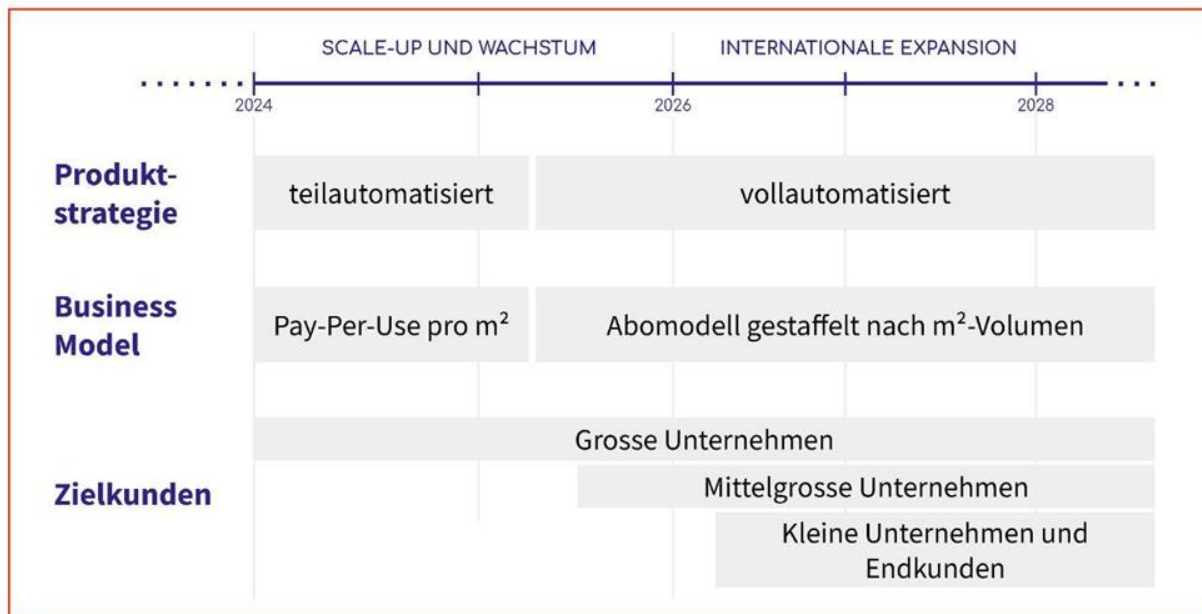 SCALE-UP UND WACHSTUM
INTERNATIONALE EXPANSION
2024
2026
2028
Produkt-
strategie
teilautomatisiert
vollautomatisiert
Business
Model
Pay-Per-Use pro m²
Abomodell gestaffelt nach m²-Volumen
Zielkunden
Grosse Unternehmen
Mittelgrosse Unternehmen
Kleine Unternehmen und
Endkunden